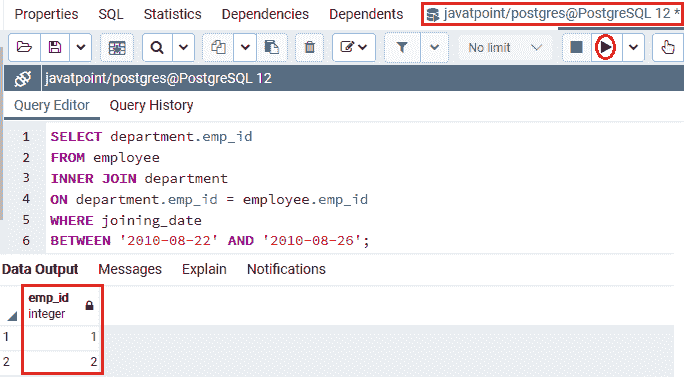 Properties SQL Statistics Dependencies Dependents javatpoint/postgres@PostgreSQL 12 *
No limit
javatpoint/postgres@PostgreSQL 12
Query Editor Query History
1 SELECT department.emp_id
2 FROM employee
3 INNER JOIN department
4 ON department.emp_id = employee.emp_id
5 WHERE joining_date
6 BETWEEN '2010-08-22' AND '2010-08-26';
Data Output Messages Explain Notifications
emp_id
integer
1 1
2 2